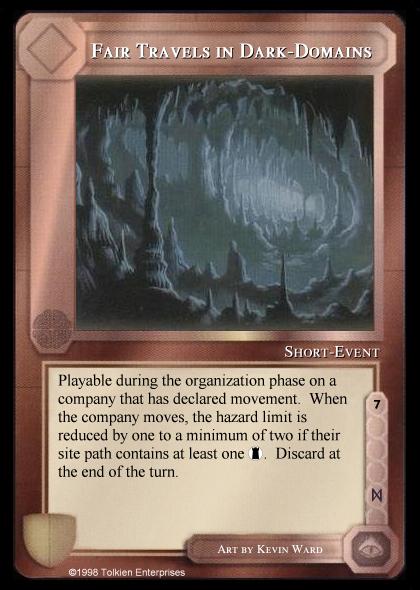 Fair Travels in Dark-Domains
Short-Event
Playable during the organization phase on a
company that has declared movement. When
the company moves, the hazard limit is
reduced by one to a minimum of two if their
site path contains at least one . Discard at
the end of the turn.
7
Art by Kevin Ward
©1998 Tolkien Enterprises